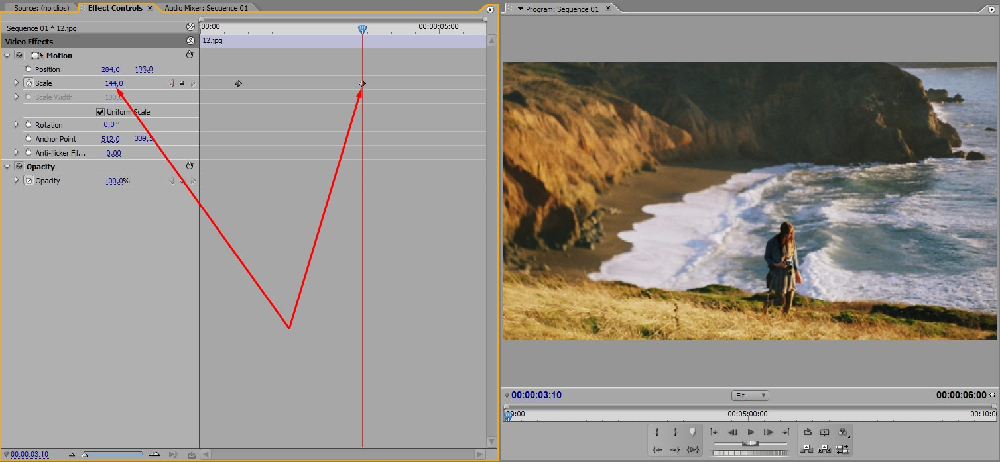 Source: (no clips) Effect Controls Audio Mixer: Sequence 01
Program: Sequence 01
Sequence 01 * 12.jpg
:00:00 00:00:05:00
Video Effects
12.jpg
Motion
Position 284,0 193,0
Scale 144,0
Scale Width 100,
Uniform Scale
Rotation 0,0 °
Anchor Point 512,0 339,5
Anti-flicker Fil... 0,00
Opacity
Opacity 100,0%
00:00:03:10
00:00:03:10 Fit 00:00:06:00
00:00 00:05:00:00 00:10:0